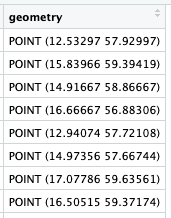 geometry
POINT (12.53297 57.92997)
POINT (15.83966 59.39419)
POINT (14.91667 58.86667)
POINT (16.66667 56.88306)
POINT (12.94074 57.72108)
POINT (14.97356 57.66744)
POINT (17.07786 59.63561)
POINT (16.50515 59.37174)